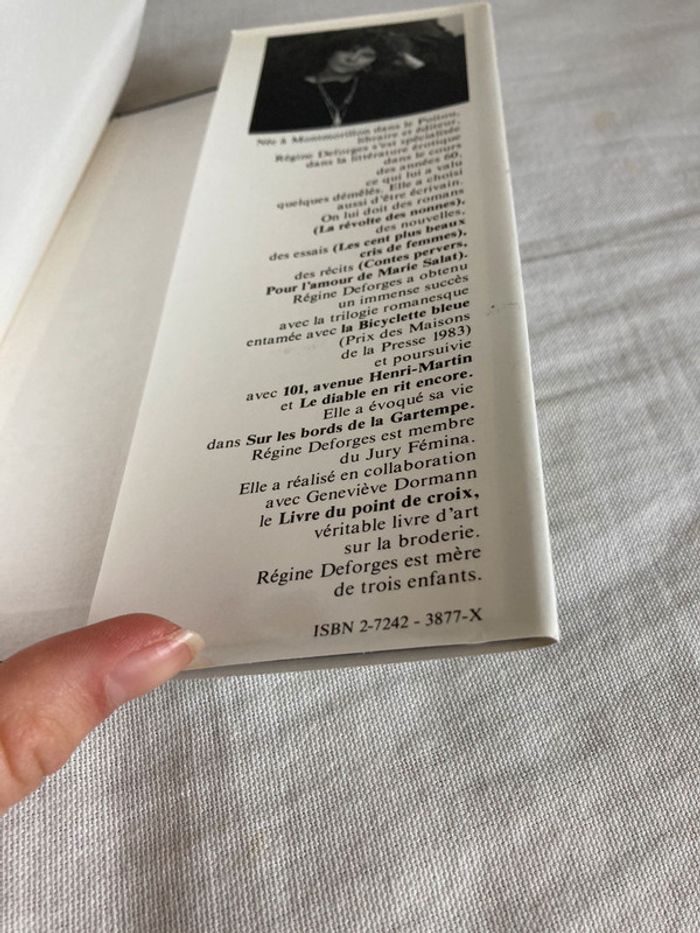 Née à Montmorillon dans le Poitou,
libraire et éditeur,
Régine Deforges s'est spécialisée
dans la littérature érotique
dans le cours
des années 60,
ce qui lui a valu
quelques démêlés. Elle a choisi
aussi d'être écrivain.
On lui doit des romans
(La révolte des nonnes),
des nouvelles,
des essais (Les cent plus beaux
cris de femmes),
des récits (Contes pervers,
Pour l'amour de Marie Salat).
Régine Deforges a obtenu
un immense succès
avec la trilogie romanesque
entamée avec la Bicyclette bleue
(Prix des Maisons
de la Presse 1983)
et poursuivie
avec 101, avenue Henri-Martin
et Le diable en rit encore.
Elle a évoqué sa vie
dans Sur les bords de la Gartempe.
Régine Deforges est membre
du Jury Fémina.
Elle a réalisé en collaboration
avec Geneviève Dormann
le Livre du point de croix,
véritable livre d'art
sur la broderie.
Régine Deforges est mère
de trois enfants.
ISBN 2-7242 - 3877-X